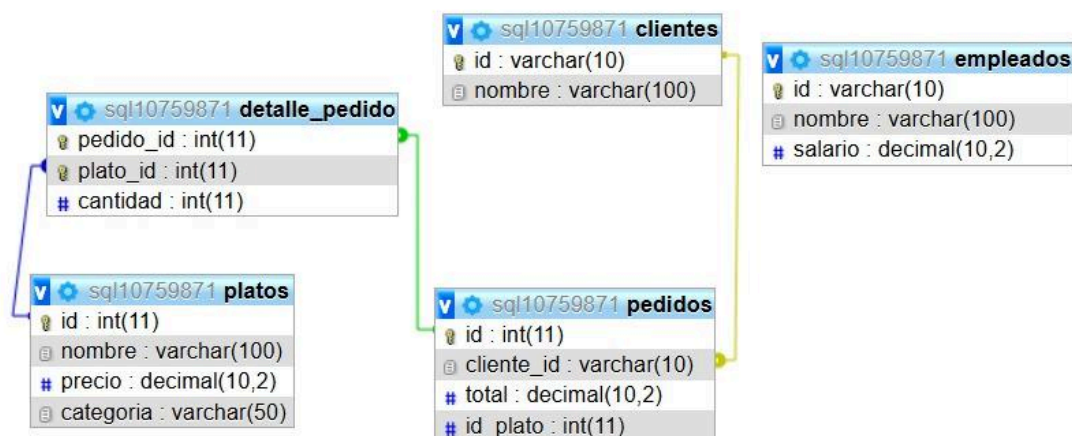 sql10759871 clientes
id : varchar(10)
nombre : varchar(100)
sql10759871 empleados
id : varchar(10)
nombre : varchar(100)
salario : decimal(10,2)
sql10759871 detalle_pedido
pedido_id : int(11)
plato_id : int(11)
cantidad : int(11)
sql10759871 platos
id : int(11)
nombre : varchar(100)
precio : decimal(10,2)
categoria : varchar(50)
sql10759871 pedidos
id : int(11)
cliente_id : varchar(10)
total : decimal(10,2)
id_plato : int(11)